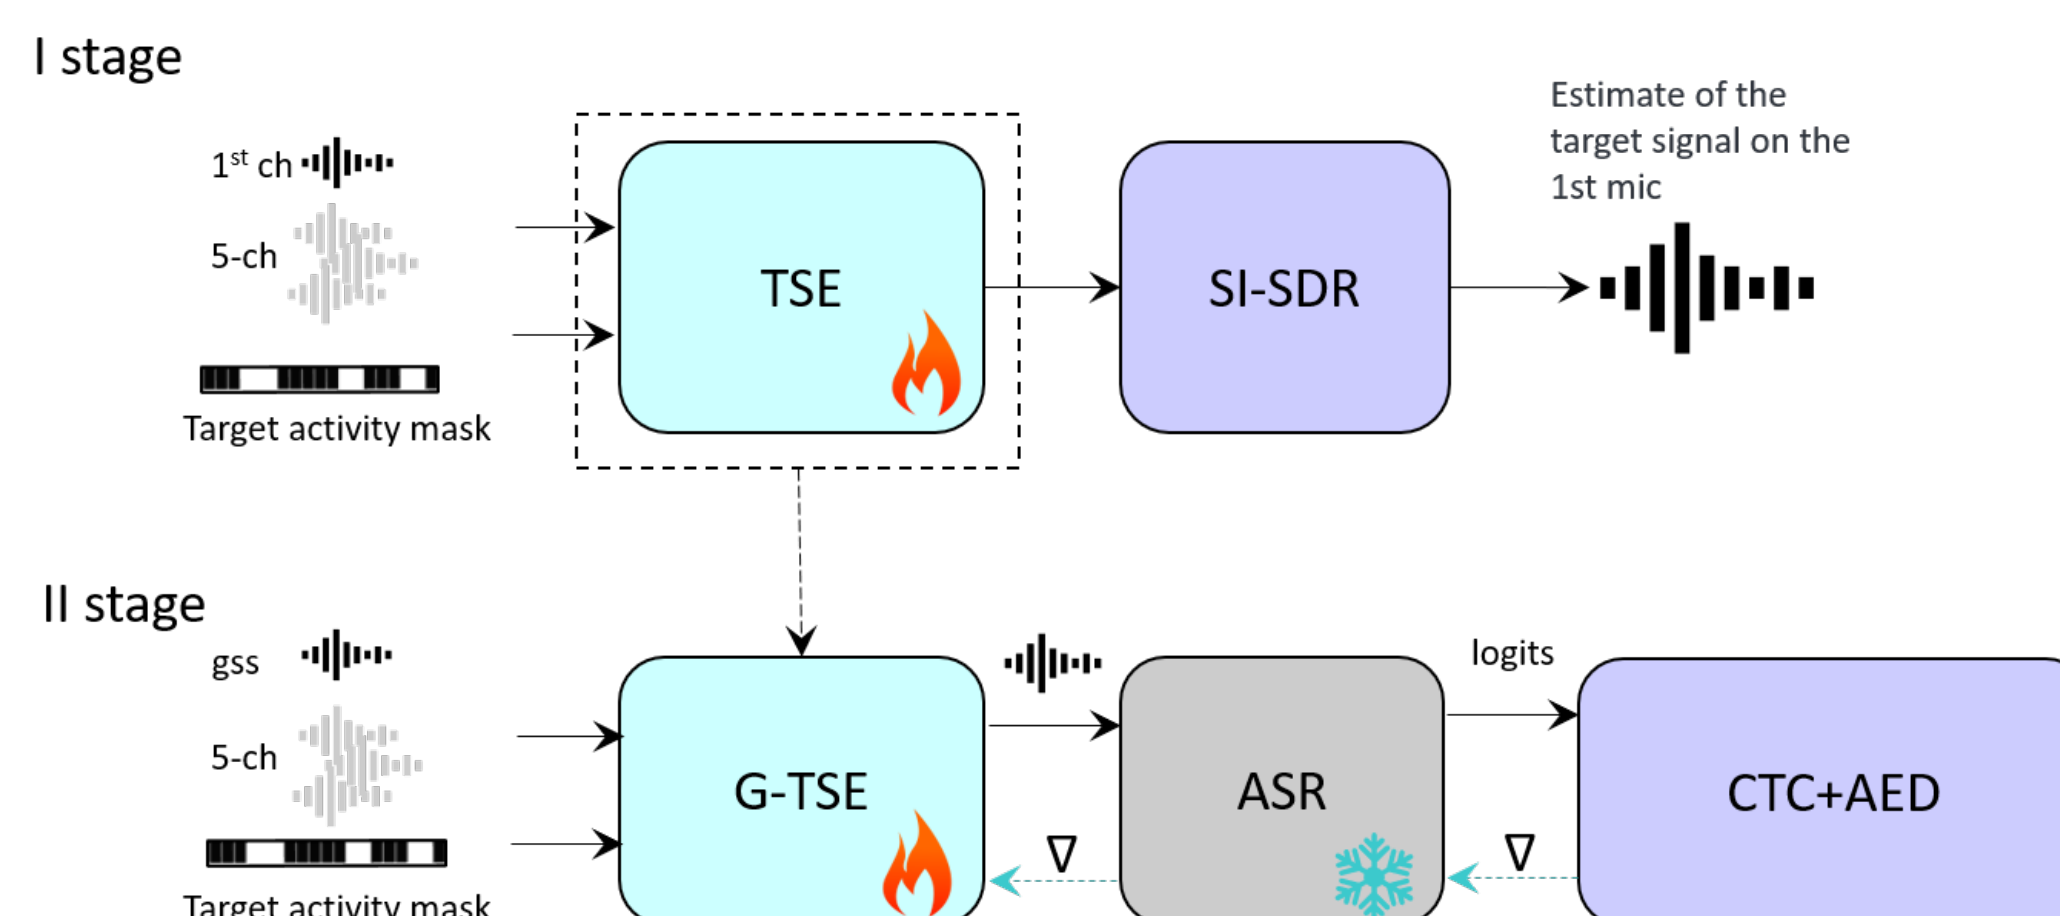 I stage
1st ch
5-ch
Target activity mask
TSE
SI-SDR
Estimate of the
target signal on the
1st mic
II stage
gss
5-ch
Target activity mask
G-TSE
ASR
logits
CTC+AED
∇
∇